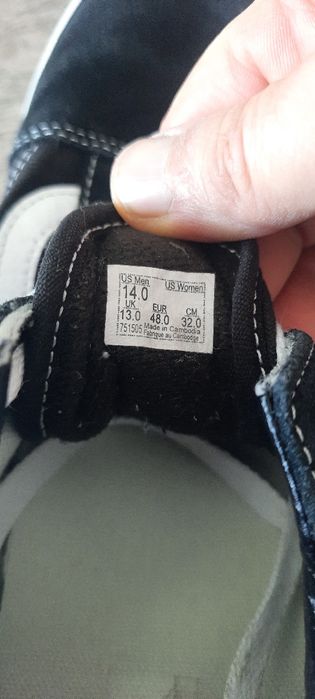 US Men US Women
14.0
UK EUR CM
13.0 48.0 32.0
751505 Made in Cambodia
Fabriqué au Cambodge